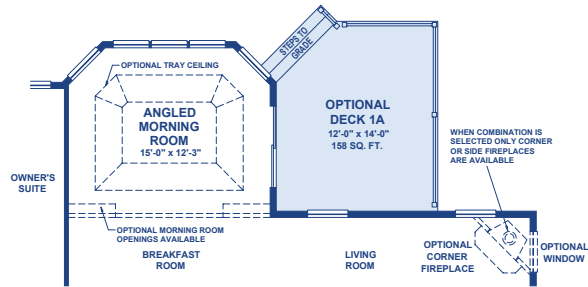 STEPS TO
GRADE
OPTIONAL TRAY CEILING
ANGLED
MORNING
ROOM
15'-0" x 12'-3"
OPTIONAL
DECK 1A
12'-0" x 14'-0"
158 SQ. FT.
WHEN COMBINATION IS
SELECTED ONLY CORNER
OR SIDE FIREPLACES
ARE AVAILABLE
OWNER'S
SUITE
OPTIONAL MORNING ROOM
OPENINGS AVAILABLE
BREAKFAST
ROOM
LIVING
ROOM
OPTIONAL
CORNER
FIREPLACE
OPTIONAL
WINDOW